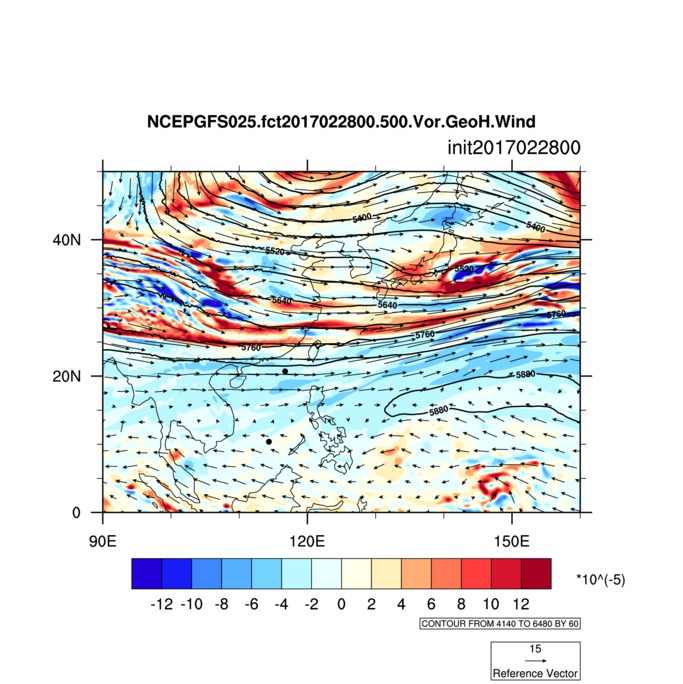 NCEPGFS025.fct2017022800.500.Vor.GeoH.Wind
init2017022800
5400
5400
40N
5520
5520
5640
5640
5760
5760
5760
20N
5880
5880
0
90E 120E 150E
-12 -10 -8 -6 -4 -2 0 2 4 6 8 10 12
*10^(-5)
CONTOUR FROM 4140 TO 6480 BY 60
15
Reference Vector